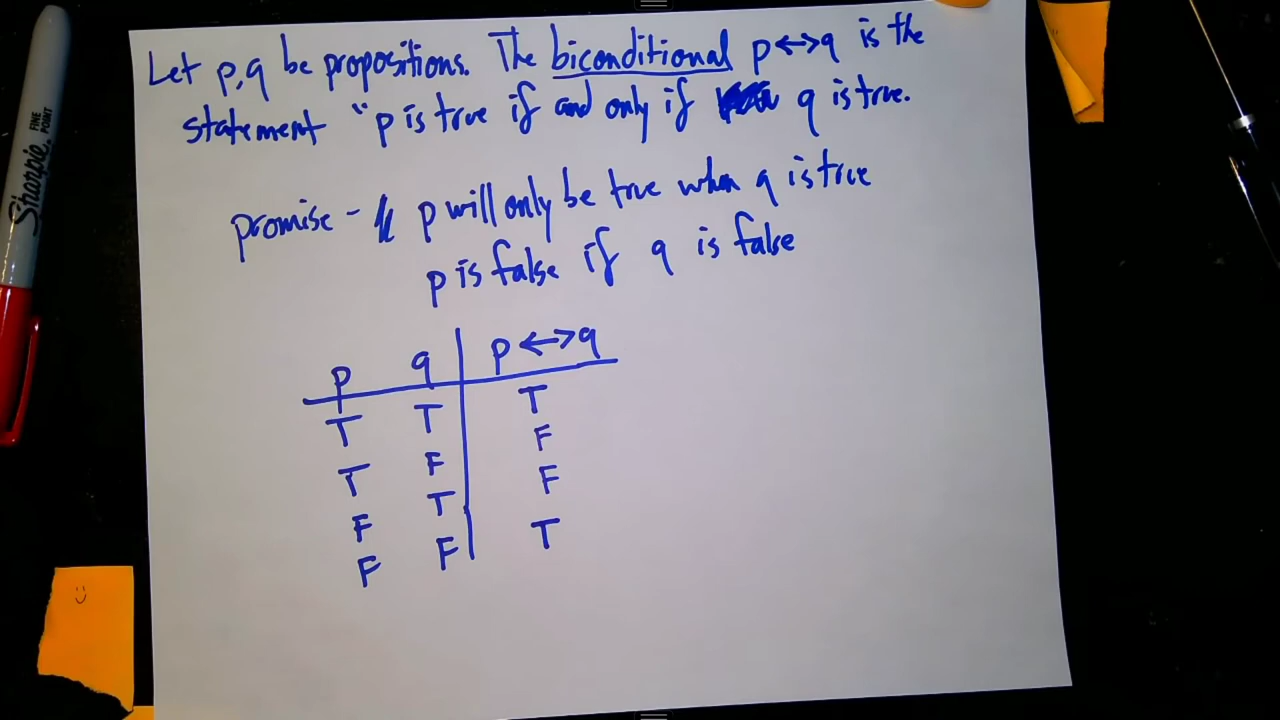 Let p,q be propositions. The biconditional p<->q is the
statement "p is true if and only if q is true.
promise - p will only be true when q is true
p is false if q is false
p q p<->q
T T T
T F F
F T F
F F T
Sharpie. FINE POINT